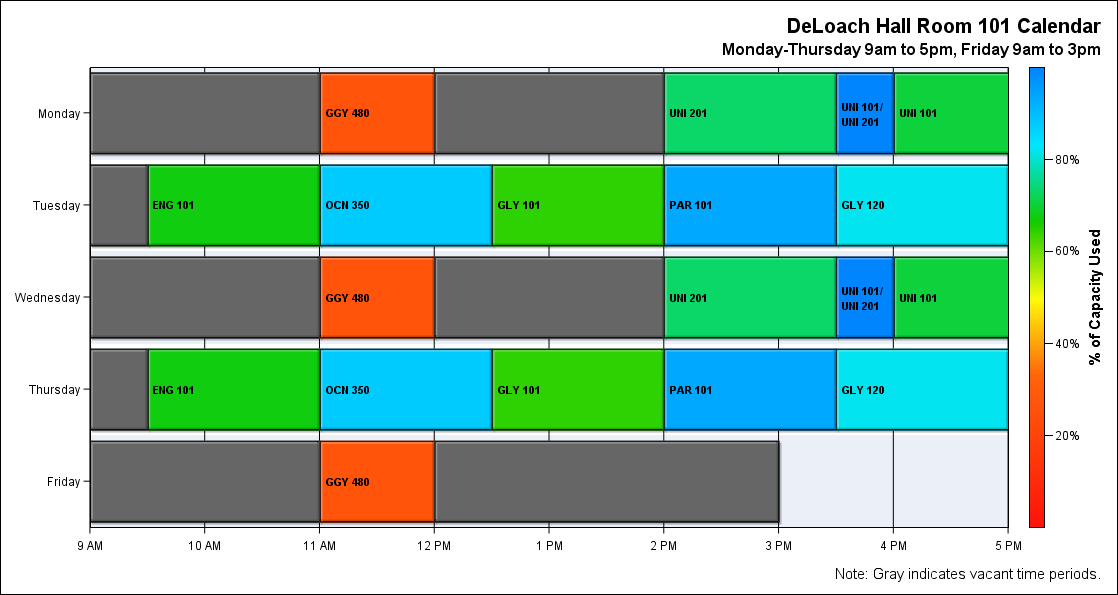 DeLoach Hall Room 101 Calendar
Monday-Thursday 9am to 5pm, Friday 9am to 3pm
Monday
GGY 480
UNI 201
UNI 101/
UNI 201
UNI 101
Tuesday
ENG 101
OCN 350
GLY 101
PAR 101
GLY 120
Wednesday
GGY 480
UNI 201
UNI 101/
UNI 201
UNI 101
Thursday
ENG 101
OCN 350
GLY 101
PAR 101
GLY 120
Friday
GGY 480
9 AM
10 AM
11 AM
12 PM
1 PM
2 PM
3 PM
4 PM
5 PM
80%
60%
40%
20%
% of Capacity Used
Note: Gray indicates vacant time periods.